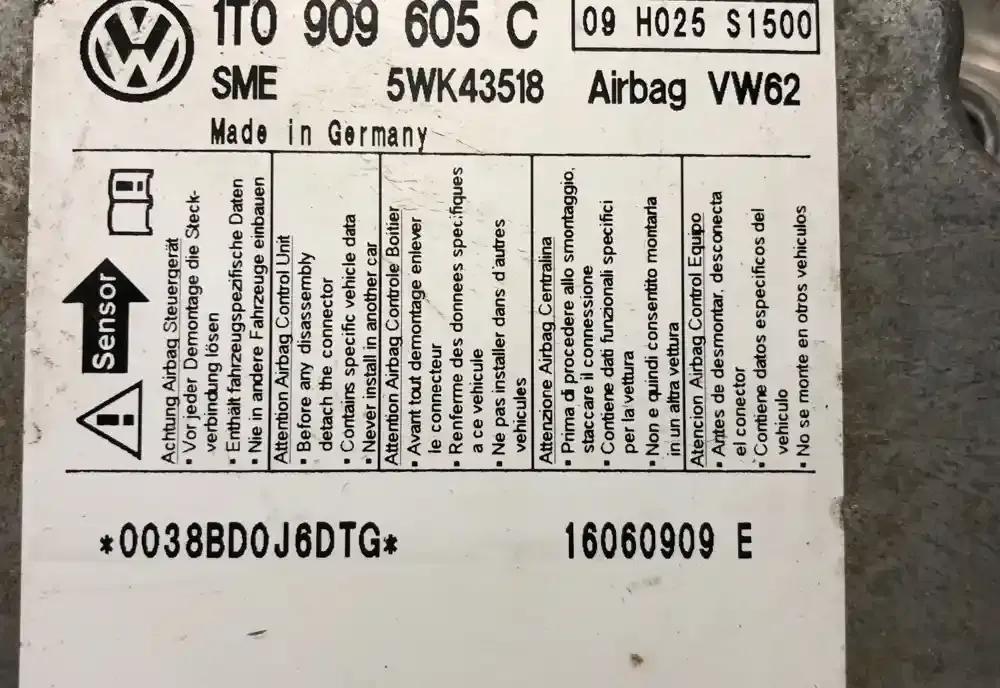 1T0 909 605 C
09 H025 S1500
SME 5WK43518 Airbag VW62
Made in Germany
Sensor
Achtung Airbag Steuergerät
• Vor jeder Demontage die Steck-
verbindung lösen
• Enthält fahrzeugspezifische Daten
• Nie in andere Fahrzeuge einbauen
Attention Airbag Control Unit
• Before any disassembly
detach the connector
• Contains specific vehicle data
• Never install in another car
Attention Airbag Controle Boitier
• Avant tout demontage enlever
le connecteur
• Renferme des donnees specifiques
a ce vehicule
• Ne pas installer dans d'autres
vehicules
Attenzione Airbag Centralina
• Prima di procedere allo smontaggio,
staccare il connessione
• Contiene dati funzionali specifici
per la vettura
• Non e quindi consentito montarla
in un altra vettura
Atencion Airbag Control Equipo
• Antes de desmontar, desconecta
el conector
• Contiene datos especificos del
vehiculo
• No se monte en otros vehiculos
*0038BD0J6DTG* 16060909 E